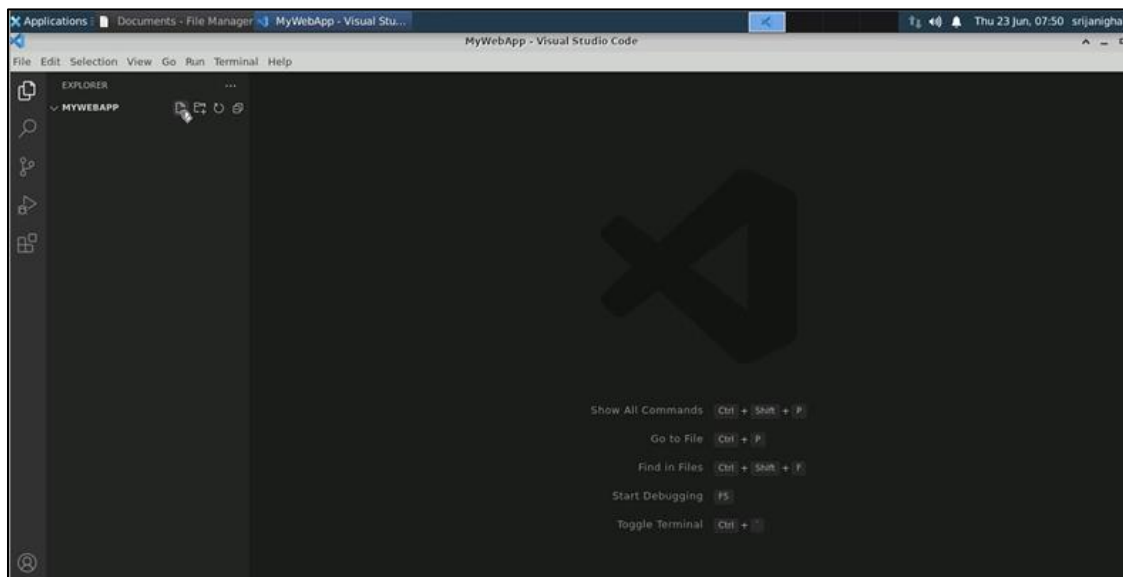 Applications : Documents - File Manager MyWebApp - Visual Stu... Thu 23 Jun, 07:50 srijanigha
MyWebApp - Visual Studio Code
File Edit Selection View Go Run Terminal Help
EXPLORER ...
MYWEBAPP
Show All Commands Ctrl + Shift + P
Go to File Ctrl + P
Find in Files Ctrl + Shift + F
Start Debugging F5
Toggle Terminal Ctrl + `